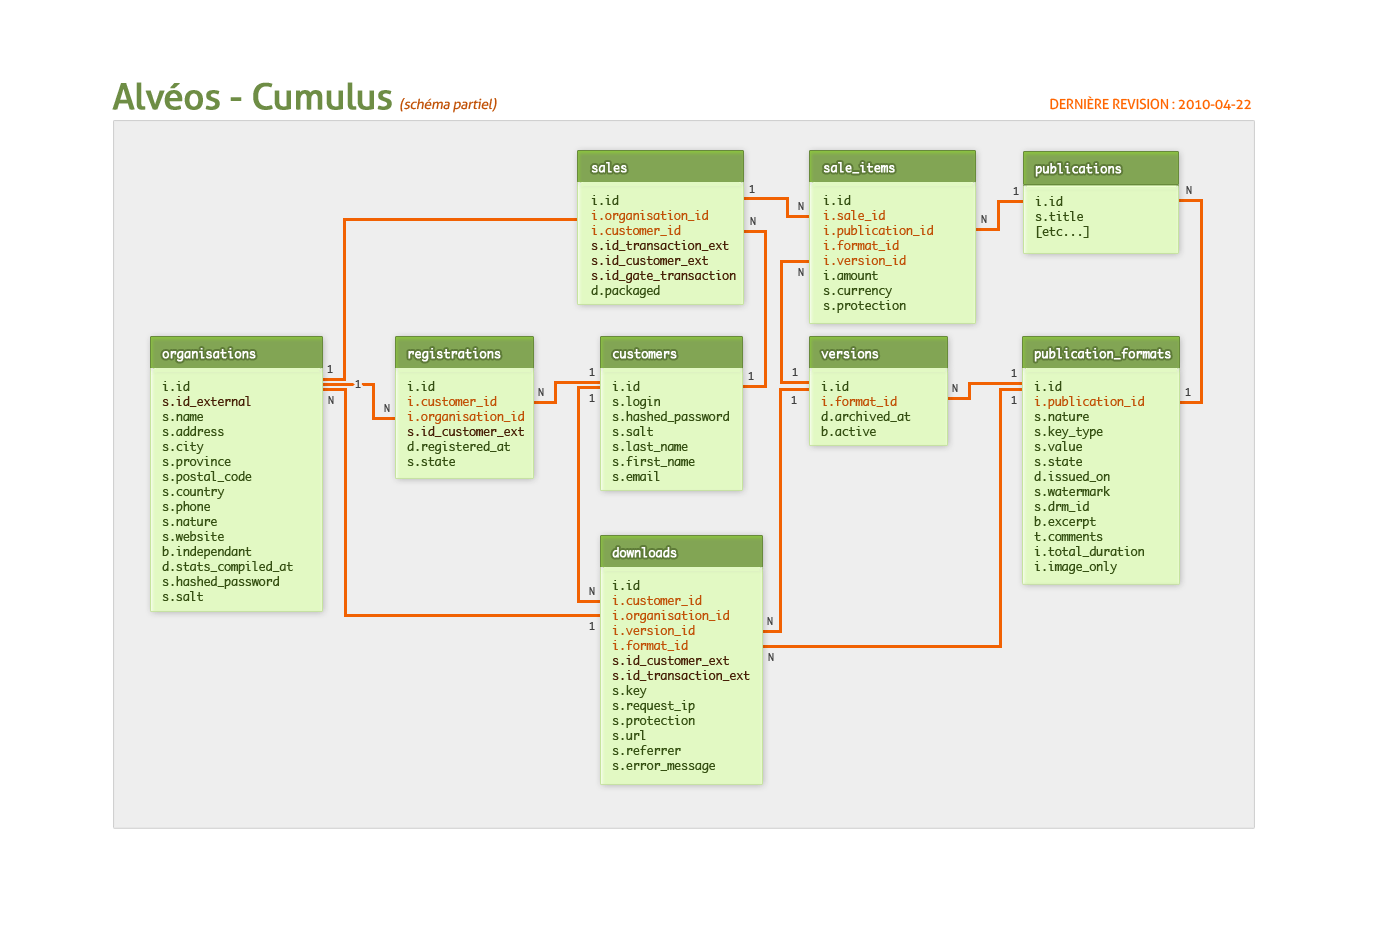 Alvéos - Cumulus (schéma partiel)
DERNIÈRE REVISION : 2010-04-22
sales
i.id
i.organisation_id
i.customer_id
s.id_transaction_ext
s.id_customer_ext
s.id_gate_transaction
d.packaged
1
N
N
N
sale_items
i.id
i.sale_id
i.publication_id
i.format_id
i.version_id
i.amount
s.currency
s.protection
N
1
publications
i.id
s.title
[etc...]
N
organisations
i.id
s.id_external
s.name
s.address
s.city
s.province
s.postal_code
s.country
s.phone
s.nature
s.website
b.independant
d.stats_compiled_at
s.hashed_password
s.salt
1
1
N
N
registrations
i.id
i.customer_id
i.organisation_id
s.id_customer_ext
d.registered_at
s.state
N
1
1
customers
i.id
s.login
s.hashed_password
s.salt
s.last_name
s.first_name
s.email
1
1
1
versions
i.id
i.format_id
d.archived_at
b.active
N
1
1
publication_formats
i.id
i.publication_id
s.nature
s.key_type
s.value
s.state
d.issued_on
s.watermark
s.drm_id
b.excerpt
t.comments
i.total_duration
i.image_only
1
N
1
downloads
i.id
i.customer_id
i.organisation_id
i.version_id
i.format_id
s.id_customer_ext
s.id_transaction_ext
s.key
s.request_ip
s.protection
s.url
s.referrer
s.error_message
N
N